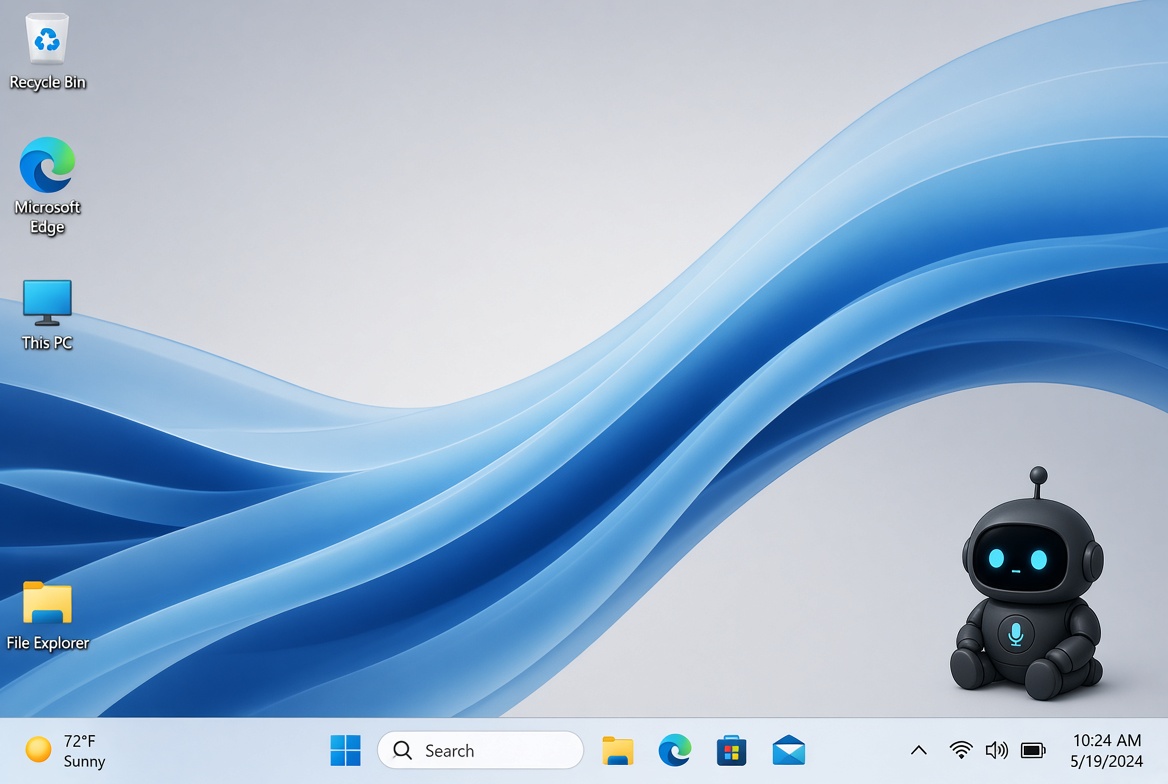 Recycle Bin
Microsoft
Edge
This PC
File Explorer
72°F
Sunny
Search
10:24 AM
5/19/2024